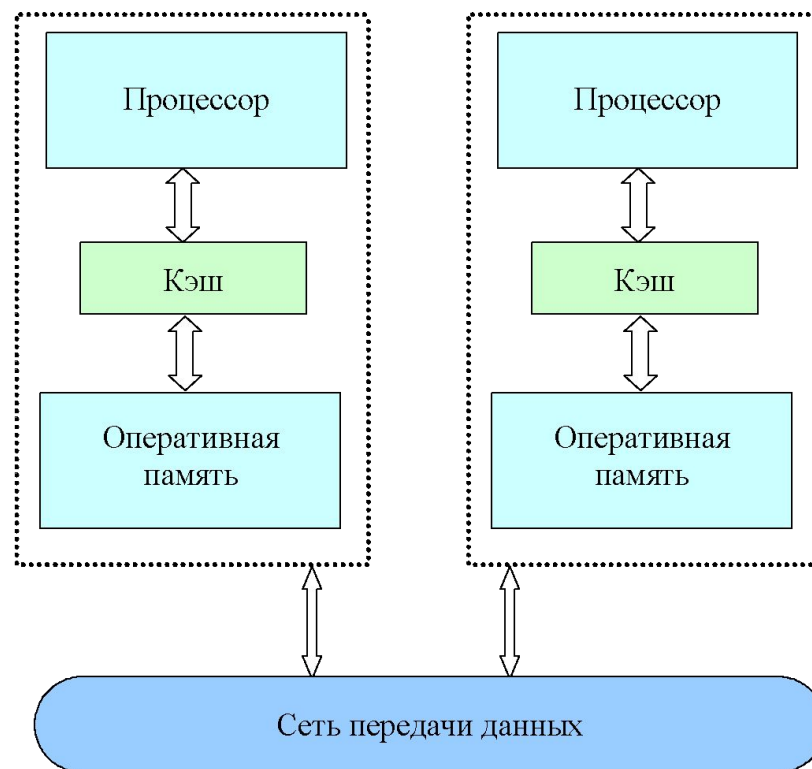 Процессор
Кэш
Оперативная
память
Процессор
Кэш
Оперативная
память
Сеть передачи данных